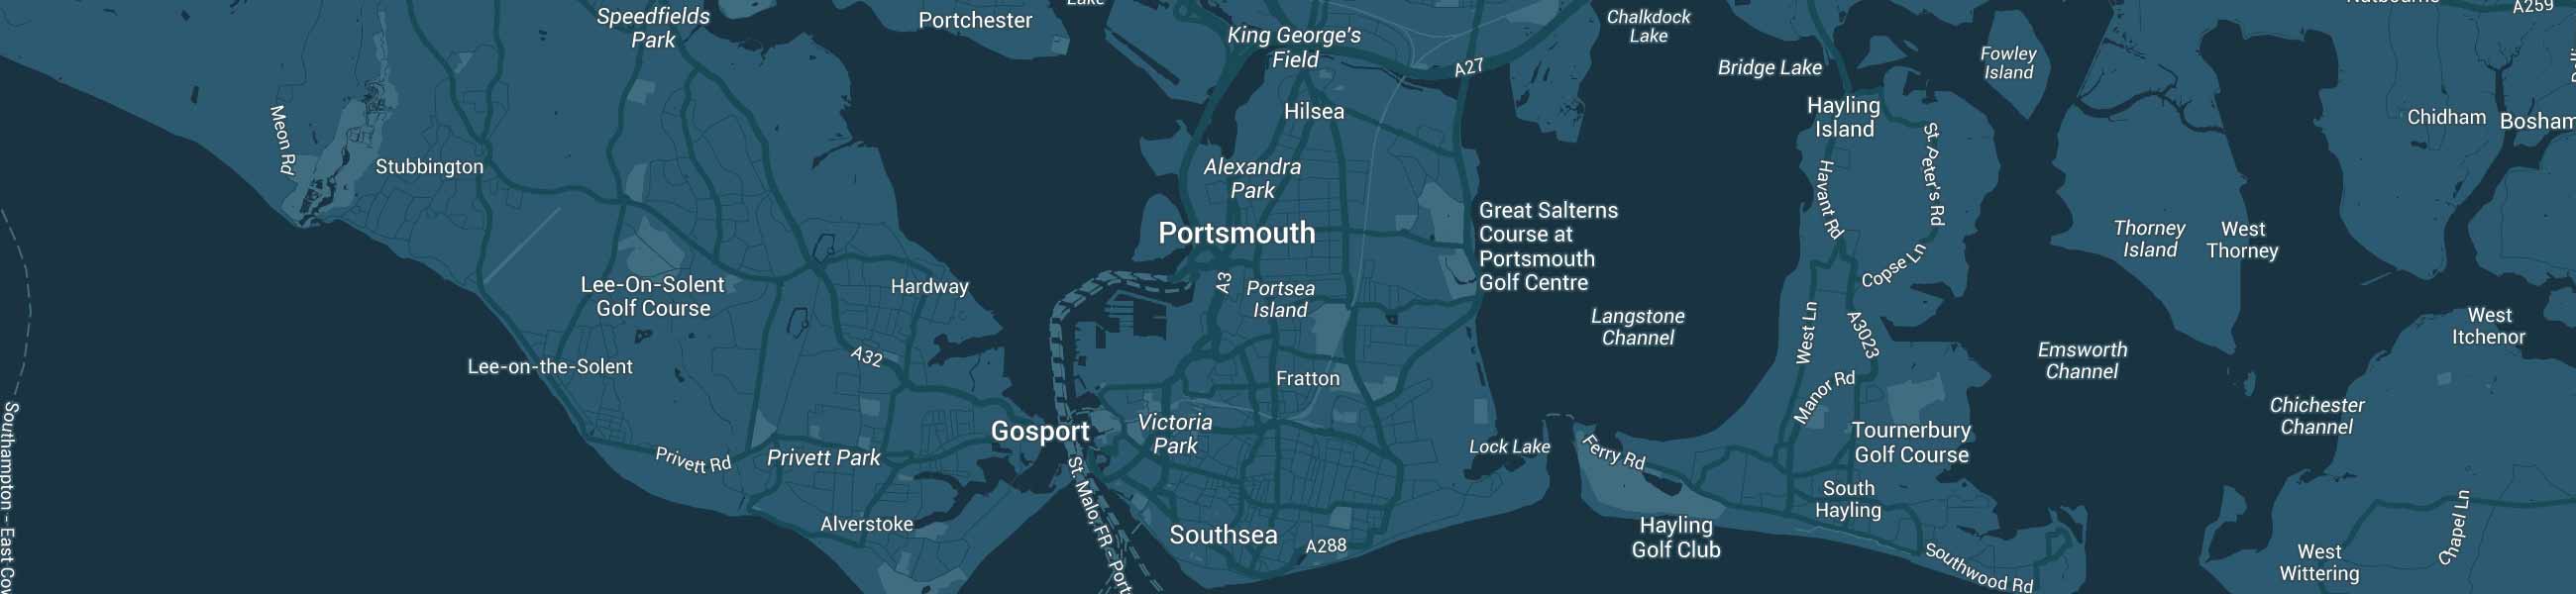 Speedfields
Park
Portchester
Lake
King George's
Field
A27
Chalkdock
Lake
Bridge Lake
Fowley
Island
A259
Meon Rd
Stubbington
Hilsea
Alexandra
Park
Hayling
Island
St. Peter's Rd
Havant Rd
Chidham
Bosham
Portsmouth
Great Salterns
Course at
Portsmouth
Golf Centre
Thorney
Island
West
Thorney
Copse Ln
Lee-On-Solent
Golf Course
Hardway
A3
Portsea
Island
Langstone
Channel
West Ln
A3023
Emsworth
Channel
West
Itchenor
Lee-on-the-Solent
A32
Fratton
Manor Rd
Chichester
Channel
Gosport
Victoria
Park
Lock Lake
Ferry Rd
Tournerbury
Golf Course
Privett Rd
Privett Park
South
Hayling
Alverstoke
St. Malo, FR - Port
Southsea
A288
Hayling
Golf Club
Southwood Rd
West
Wittering
Chapel Ln
Southampton - East Cow